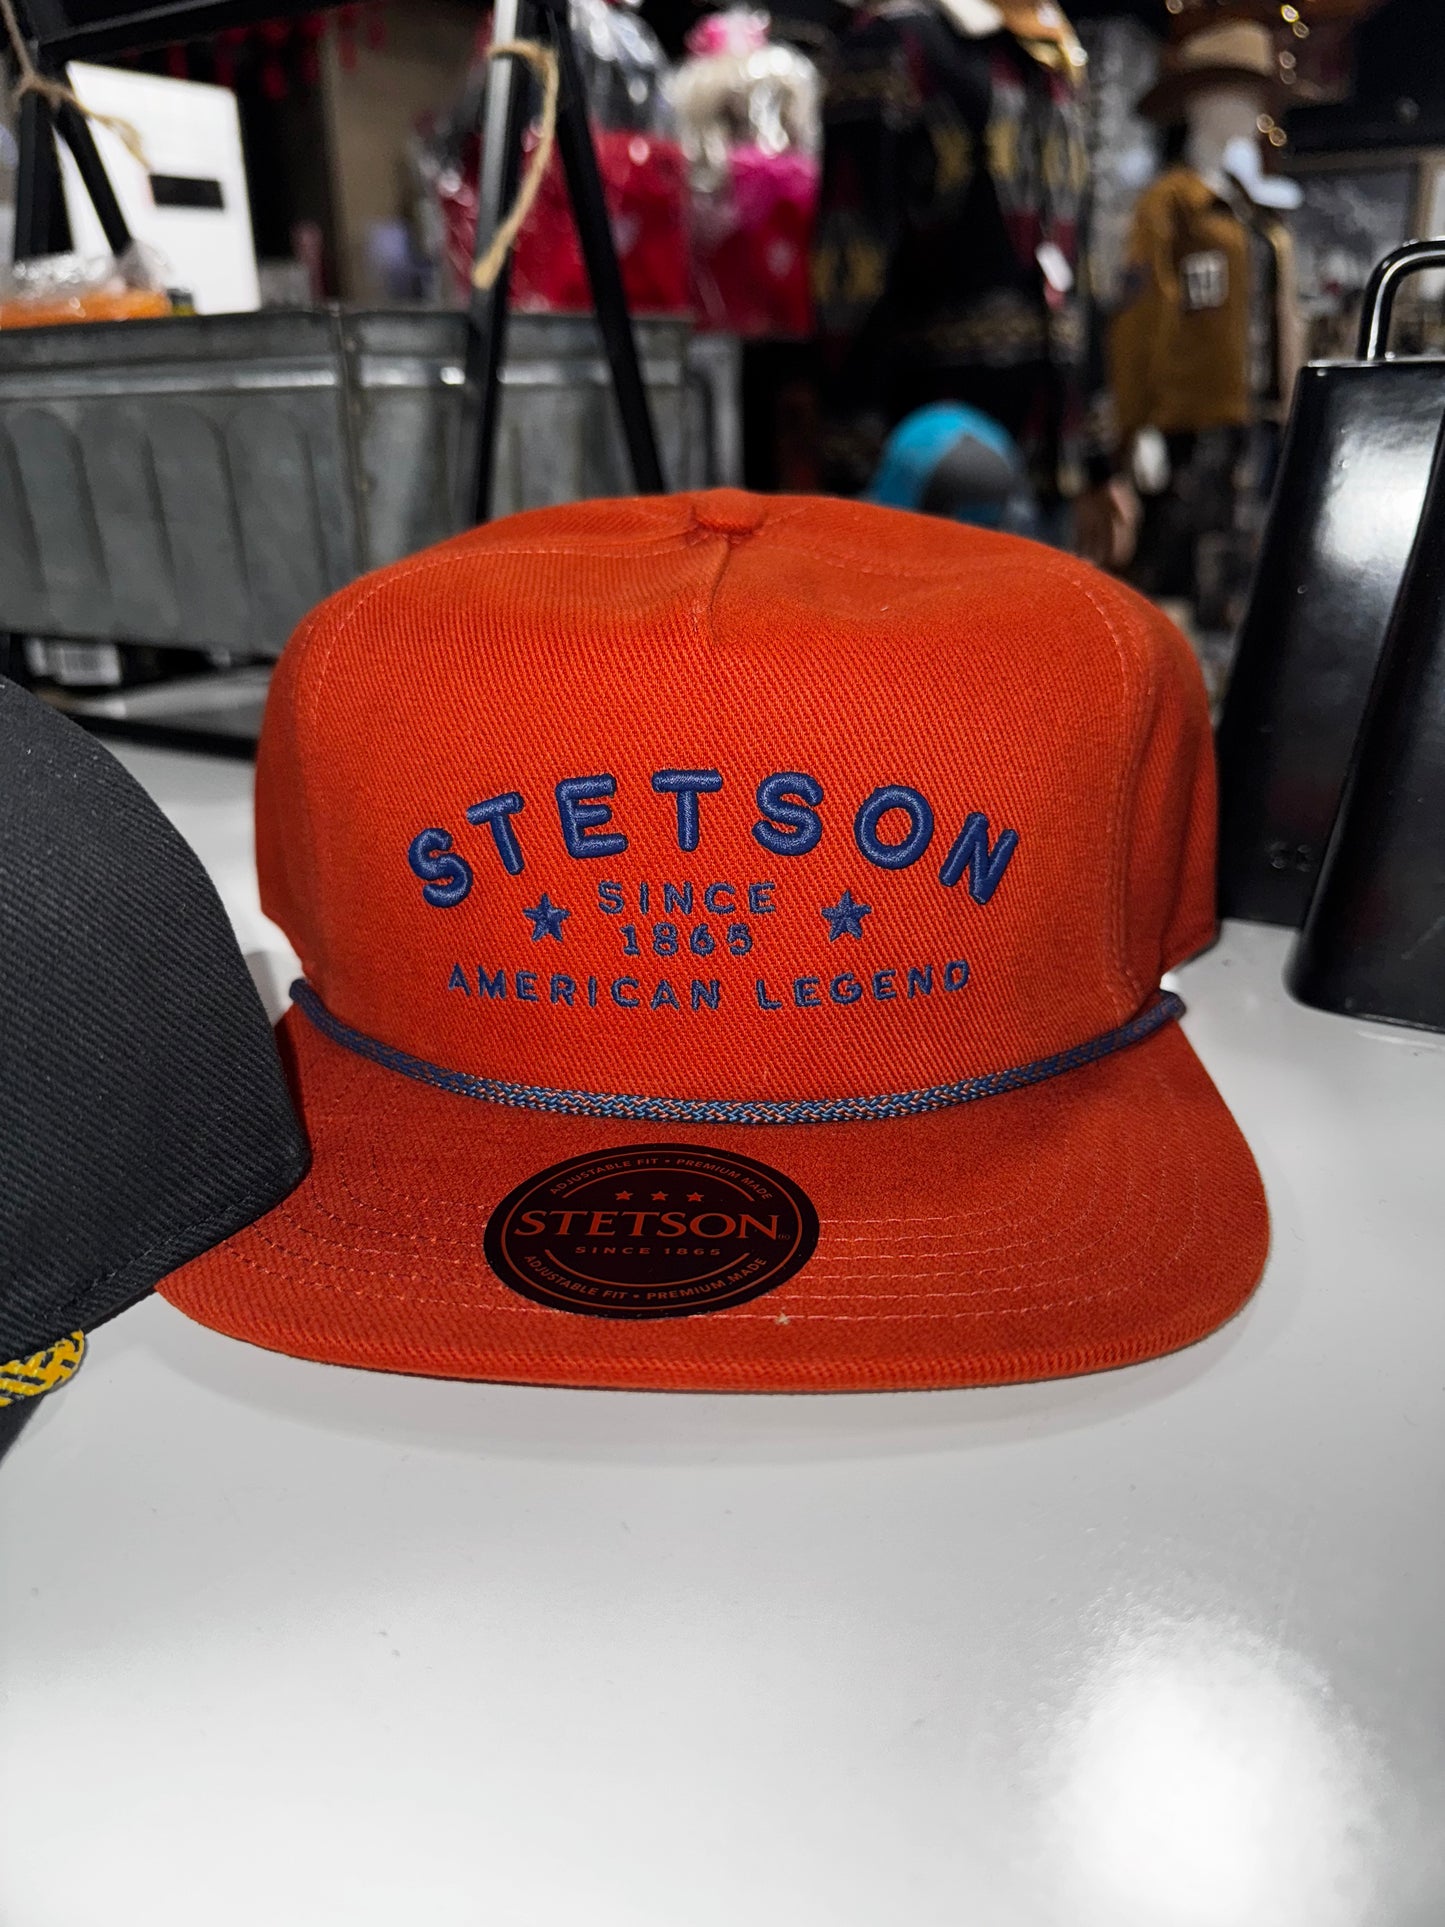 STETSON
SINCE
1865
AMERICAN LEGEND
ADJUSTABLE FIT • PREMIUM MADE
STETSON
SINCE 1865
ADJUSTABLE FIT • PREMIUM MADE